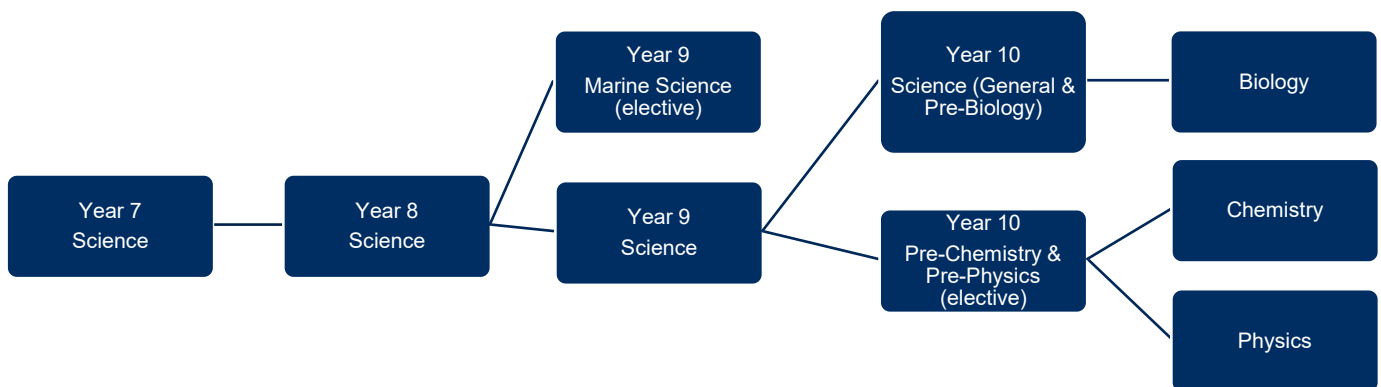 Year 7
Science
Year 8
Science
Year 9
Marine Science
(elective)
Year 9
Science
Year 10
Science (General &
Pre-Biology)
Year 10
Pre-Chemistry &
Pre-Physics
(elective)
Biology
Chemistry
Physics